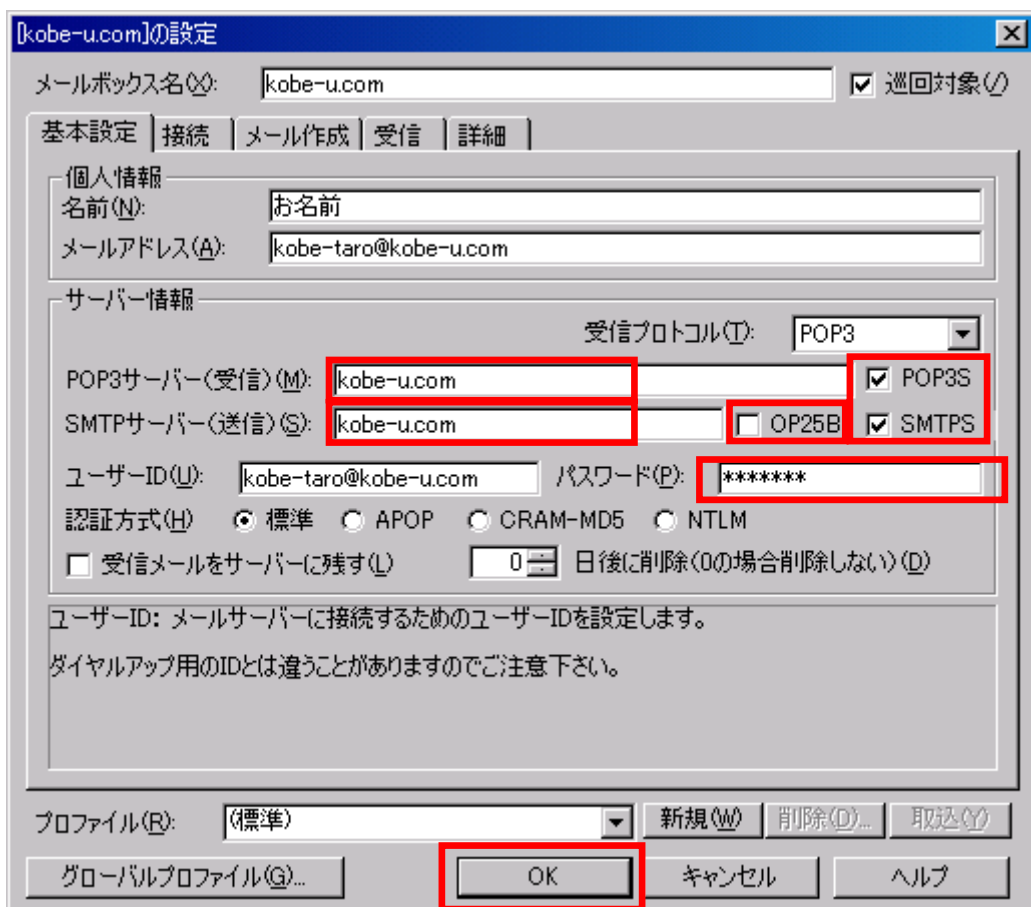 [kobe-u.com]の設定
メールボックス名(X): kobe-u.com 巡回対象(/)
基本設定 接続 メール作成 受信 詳細
個人情報
名前(N): お名前
メールアドレス(A): kobe-taro@kobe-u.com
サーバー情報
受信プロトコル(T): POP3
POP3サーバー(受信)(M): kobe-u.com POP3S
SMTPサーバー(送信)(S): kobe-u.com OP25B SMTPS
ユーザーID(U): kobe-taro@kobe-u.com パスワード(P): *******
認証方式(H) 標準 APOP CRAM-MD5 NTLM
受信メールをサーバーに残す(L) 0 日後に削除(0の場合削除しない)(D)
ユーザーID: メールサーバーに接続するためのユーザーIDを設定します。
ダイヤルアップ用のIDとは違うことがありますのでご注意下さい。
プロファイル(R): (標準) 新規(W) 削除(D)... 取込(Y)
グローバルプロファイル(G)... OK キャンセル ヘルプ